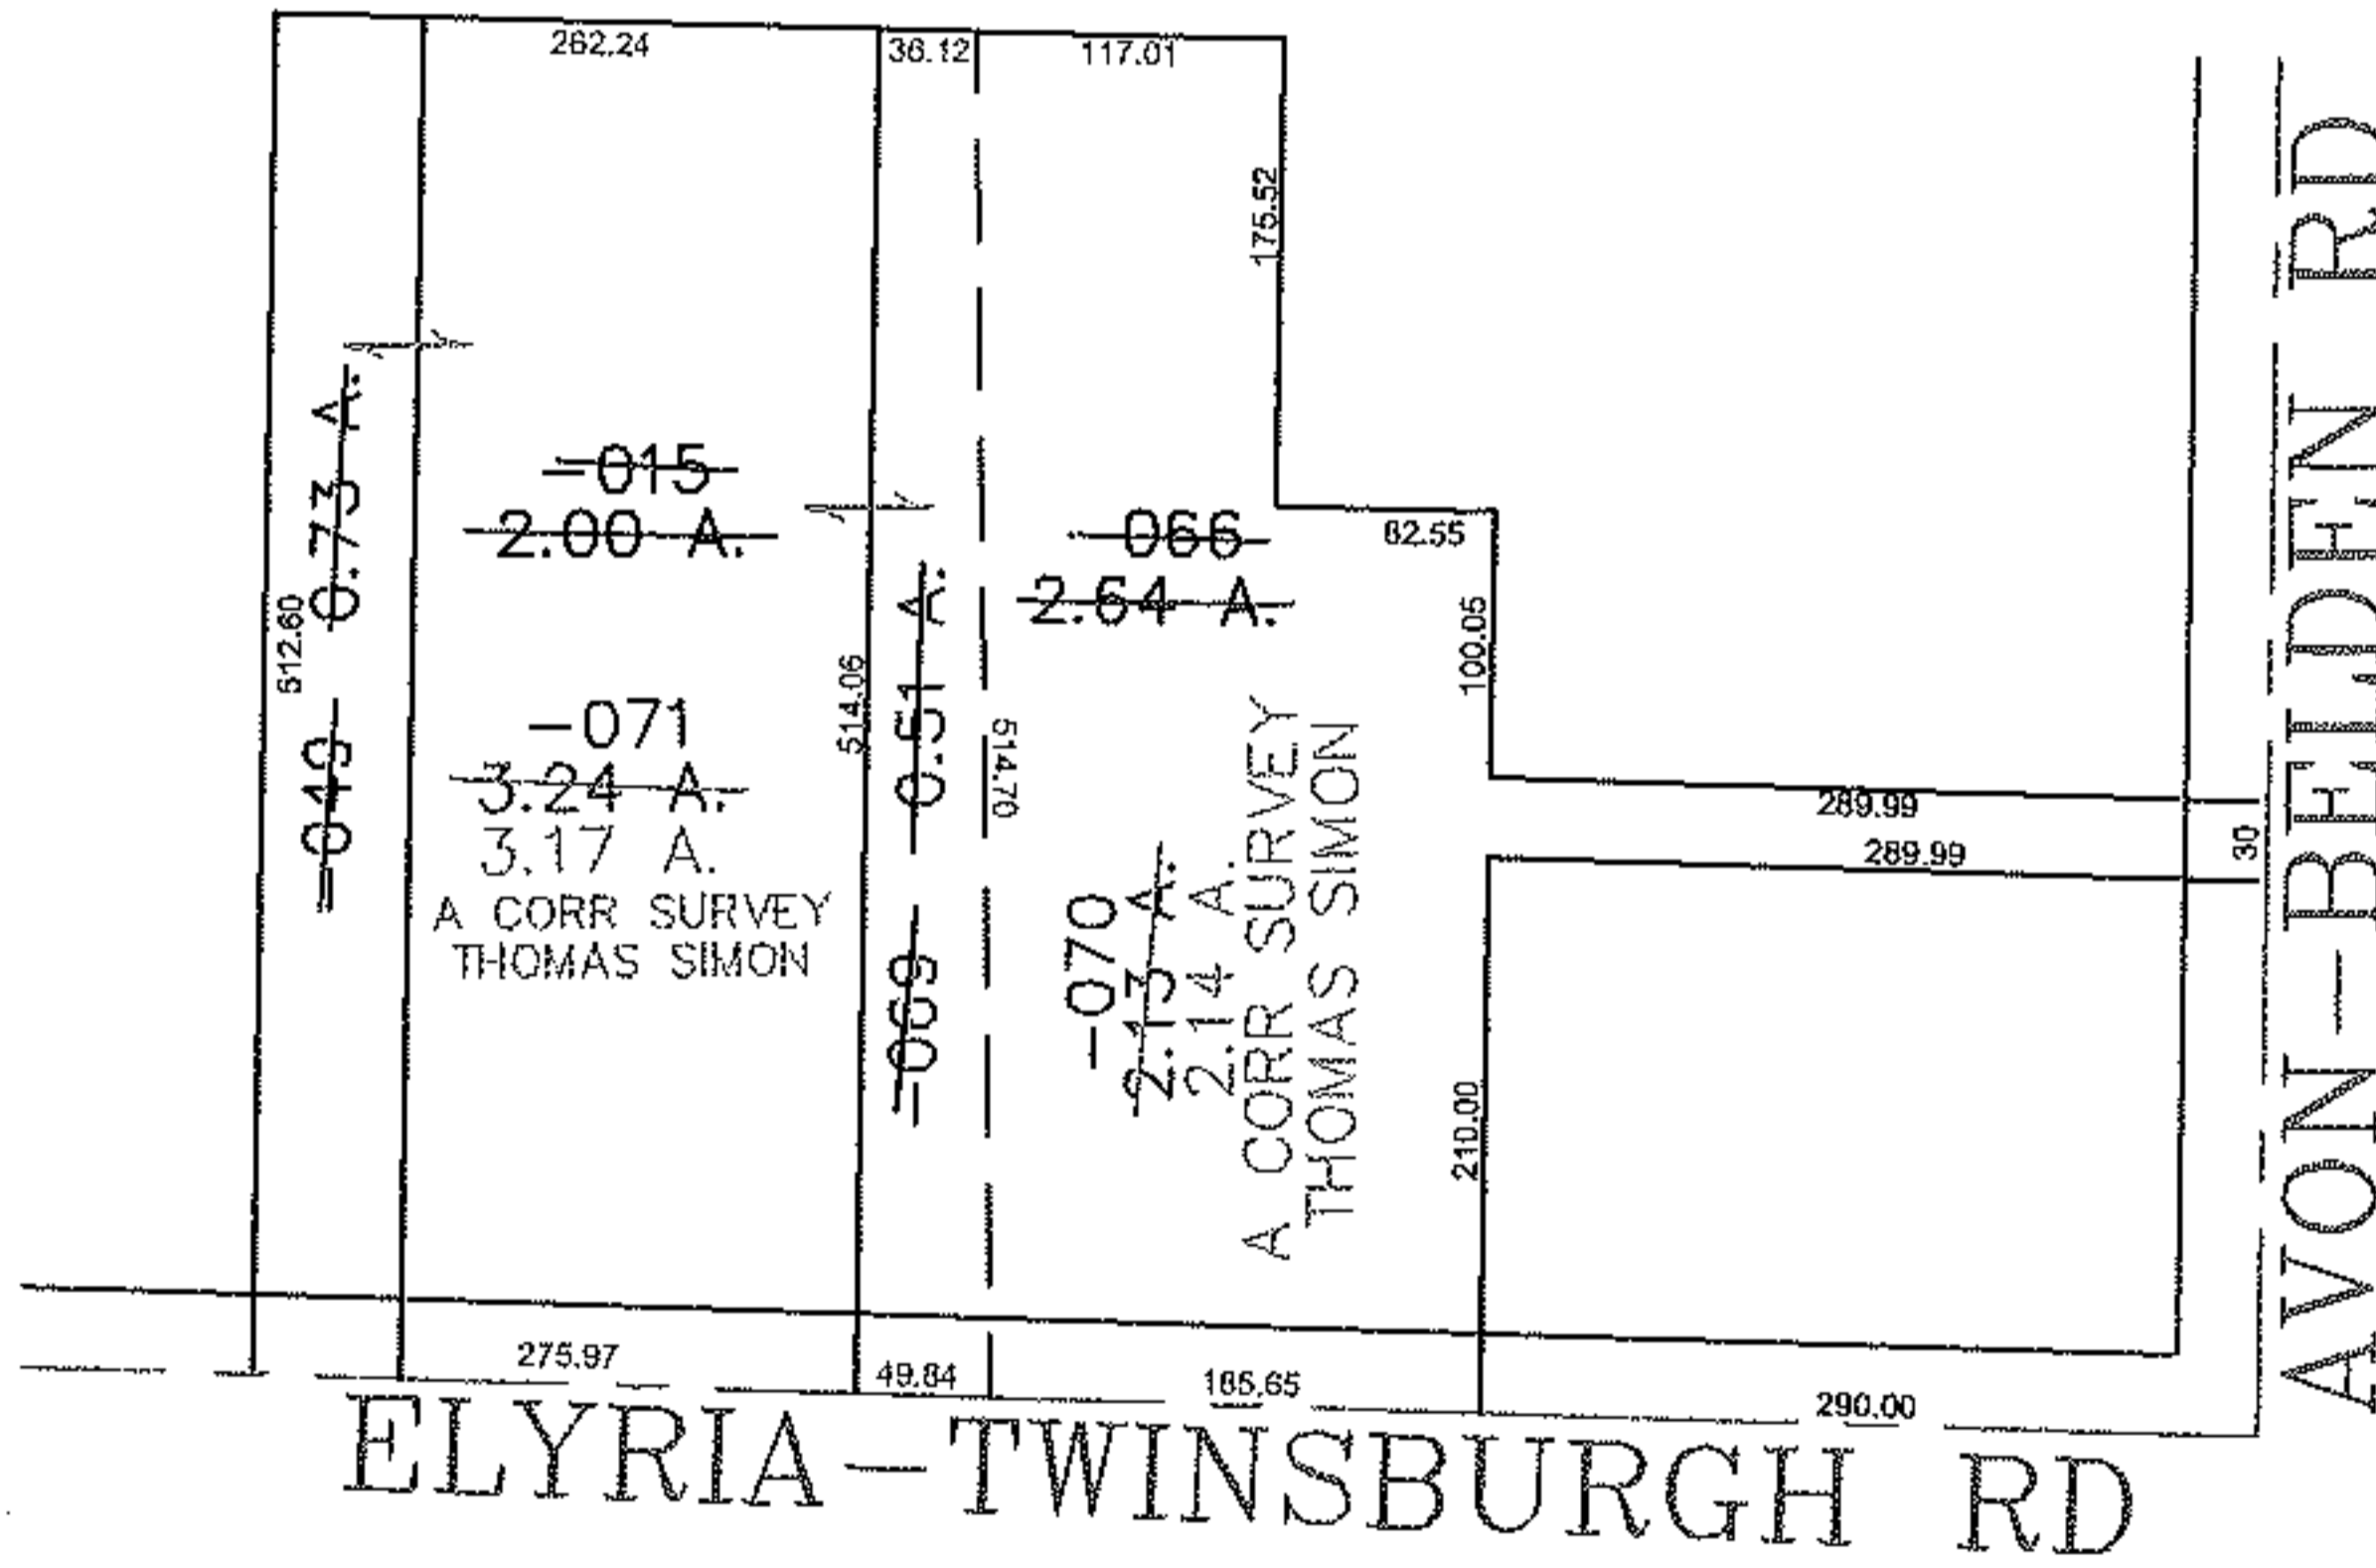 262.24
36.12
117.01
175.52
-015
2.00 A.
-066
2.64 A.
82.55
0.73 A.
-049
512.60
-071
3.24 A.
3.17 A.
A CORR SURVEY
THOMAS SIMON
514.06
0.51 A.
-069
514.70
-070
2.13 A.
2.14 A.
A CORR SURVEY
THOMAS SIMON
100.05
289.99
289.99
30
210.00
275.97
49.84
185.65
290.00
ELYRIA-TWINSBURGH RD
AVON-BELDEN RD